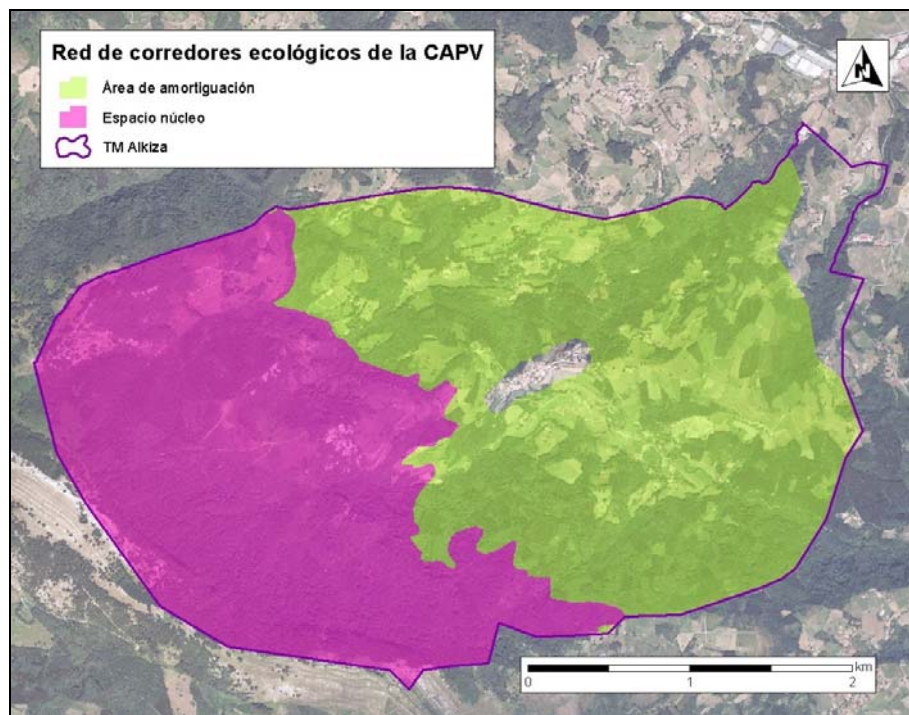 Red de corredores ecológicos de la CAPV
Área de amortiguación
Espacio núcleo
TM Alkiza
N
km
0 1 2